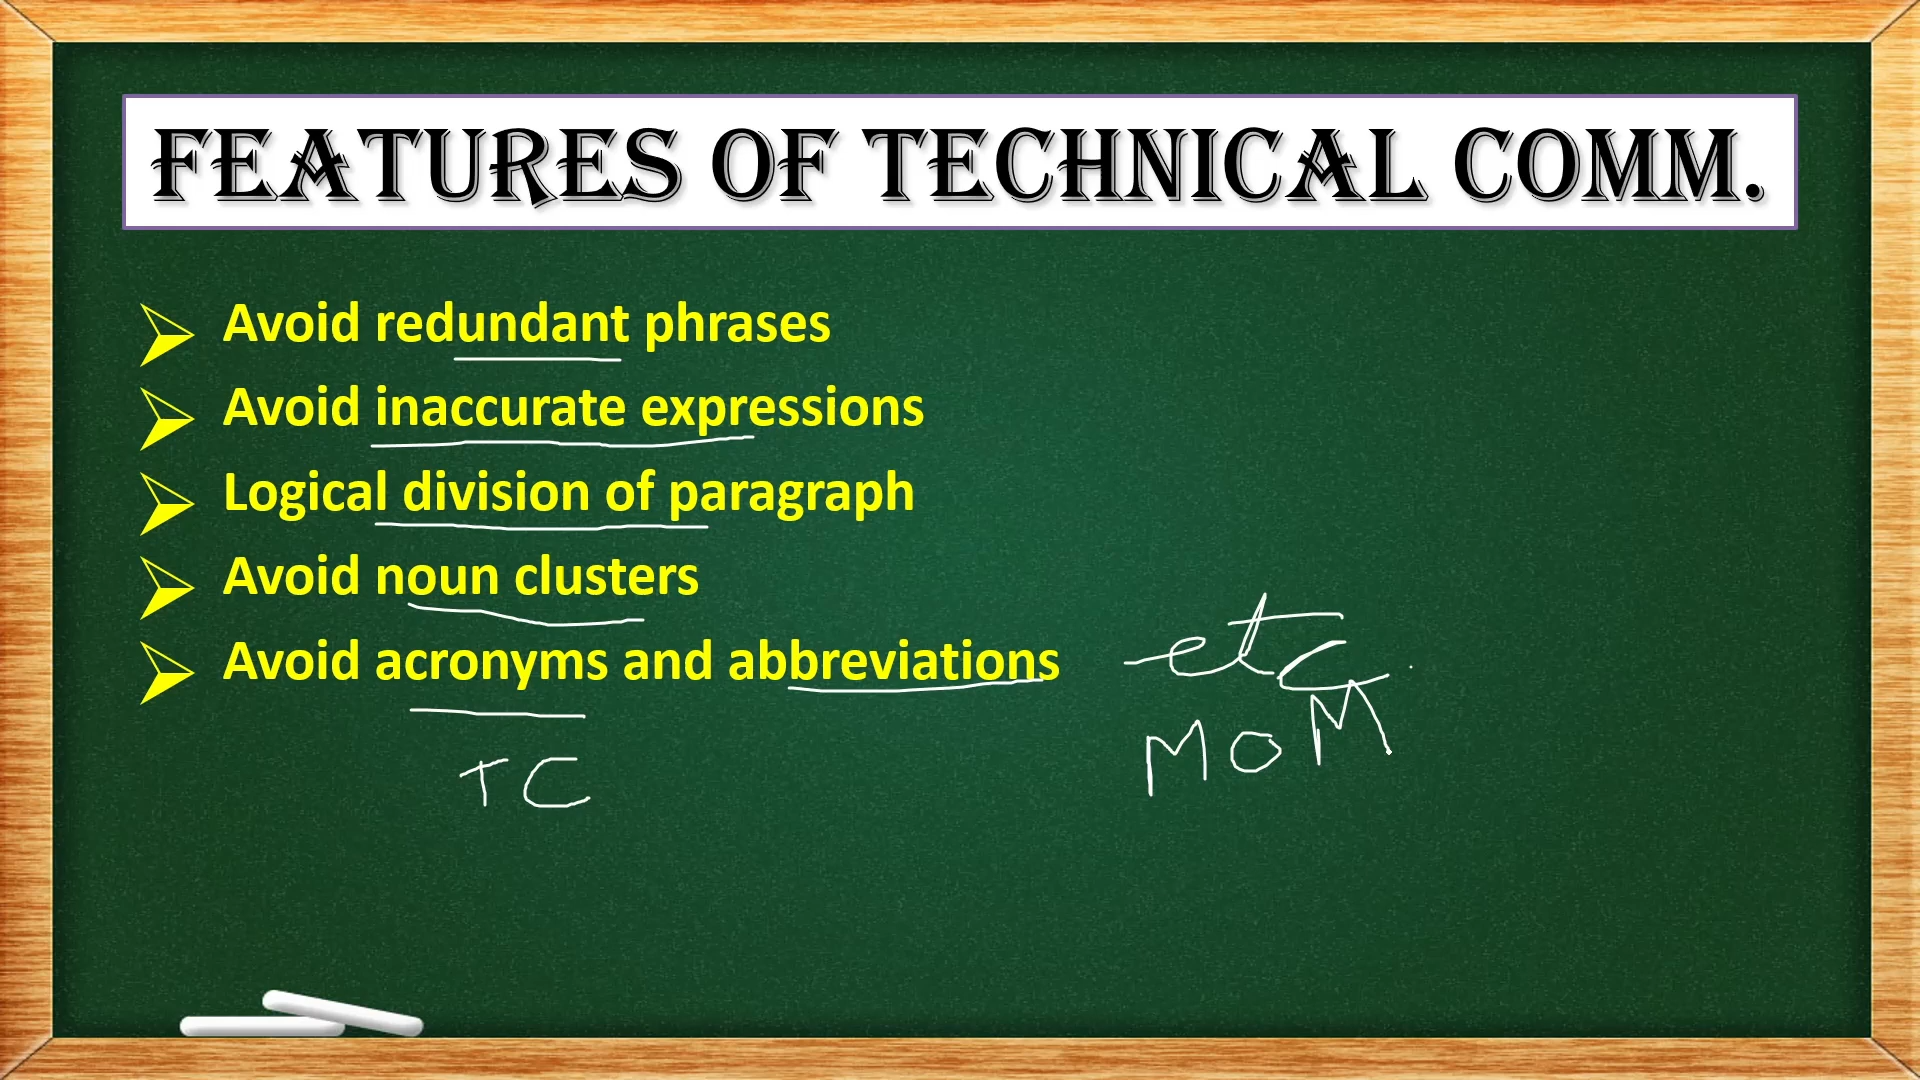 FEATURES OF TECHNICAL COMM.
Avoid redundant phrases
Avoid inaccurate expressions
Logical division of paragraph
Avoid noun clusters
Avoid acronyms and abbreviations
etc
MOM
TC